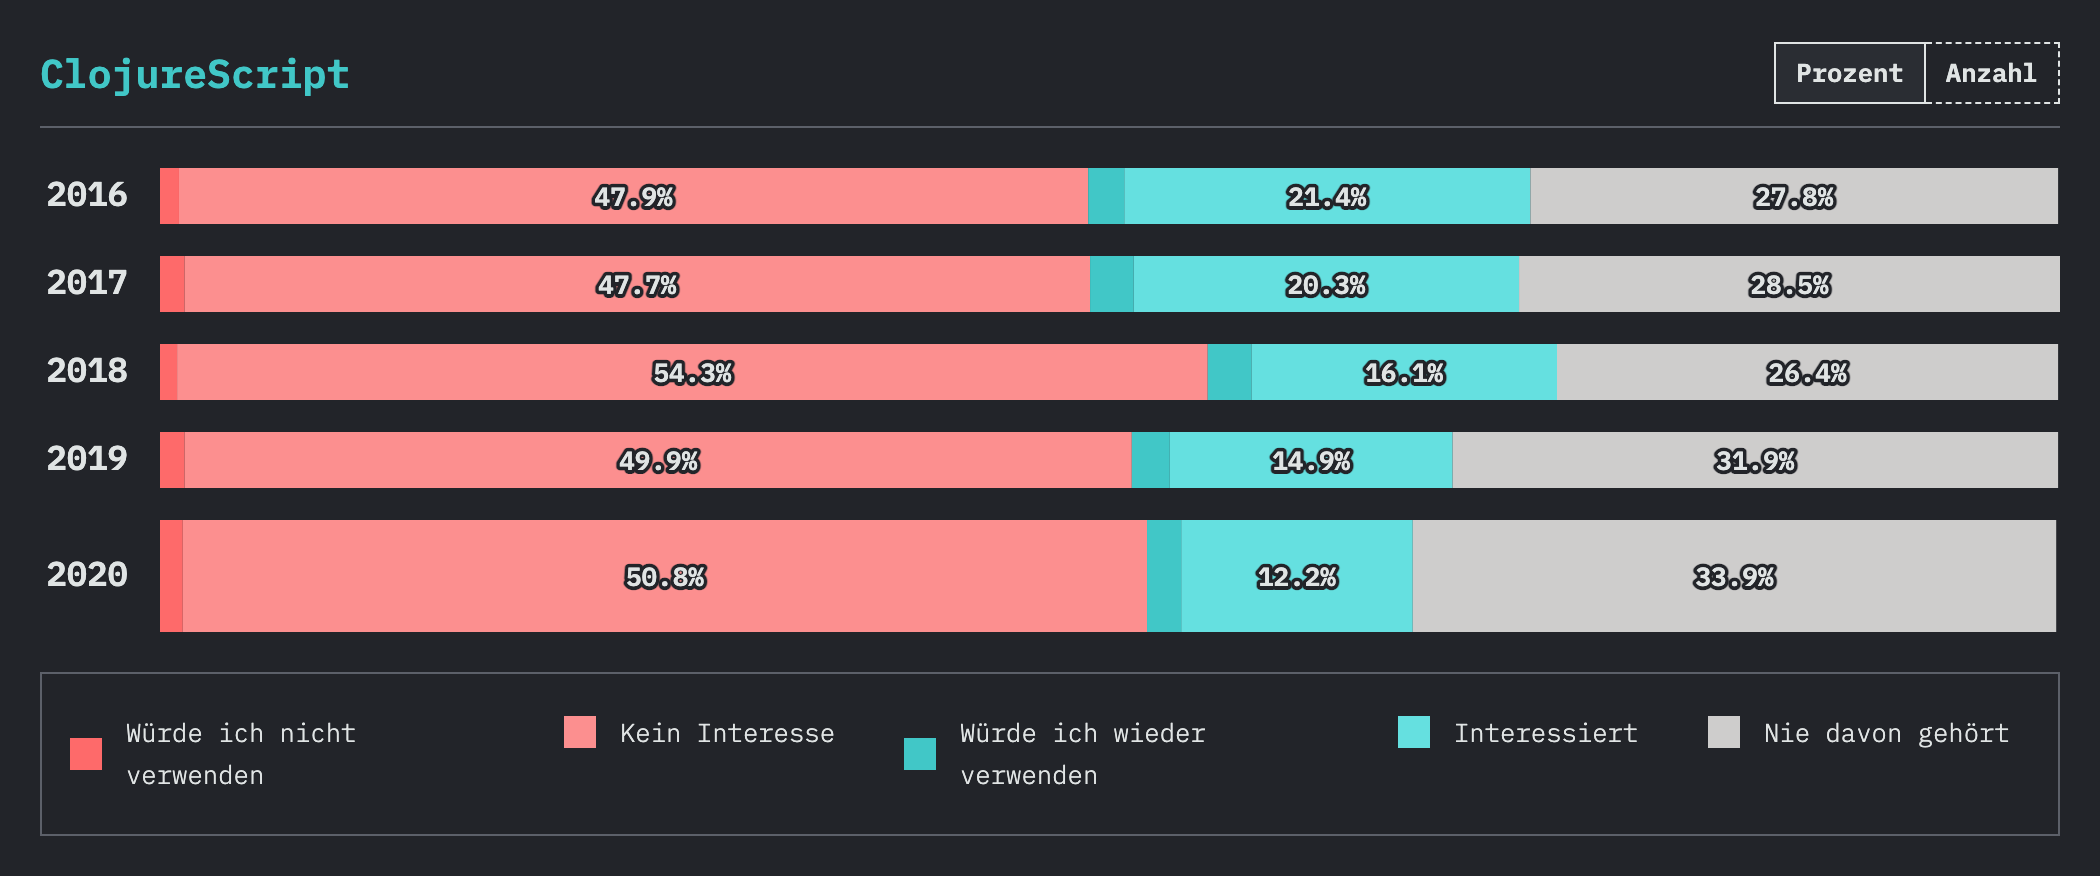 ClojureScript
Prozent Anzahl
2016 47.9% 21.4% 27.8%
2017 47.7% 20.3% 28.5%
2018 54.3% 16.1% 26.4%
2019 49.9% 14.9% 31.9%
2020 50.8% 12.2% 33.9%
Würde ich nicht
verwenden
Kein Interesse
Würde ich wieder
verwenden
Interessiert
Nie davon gehört